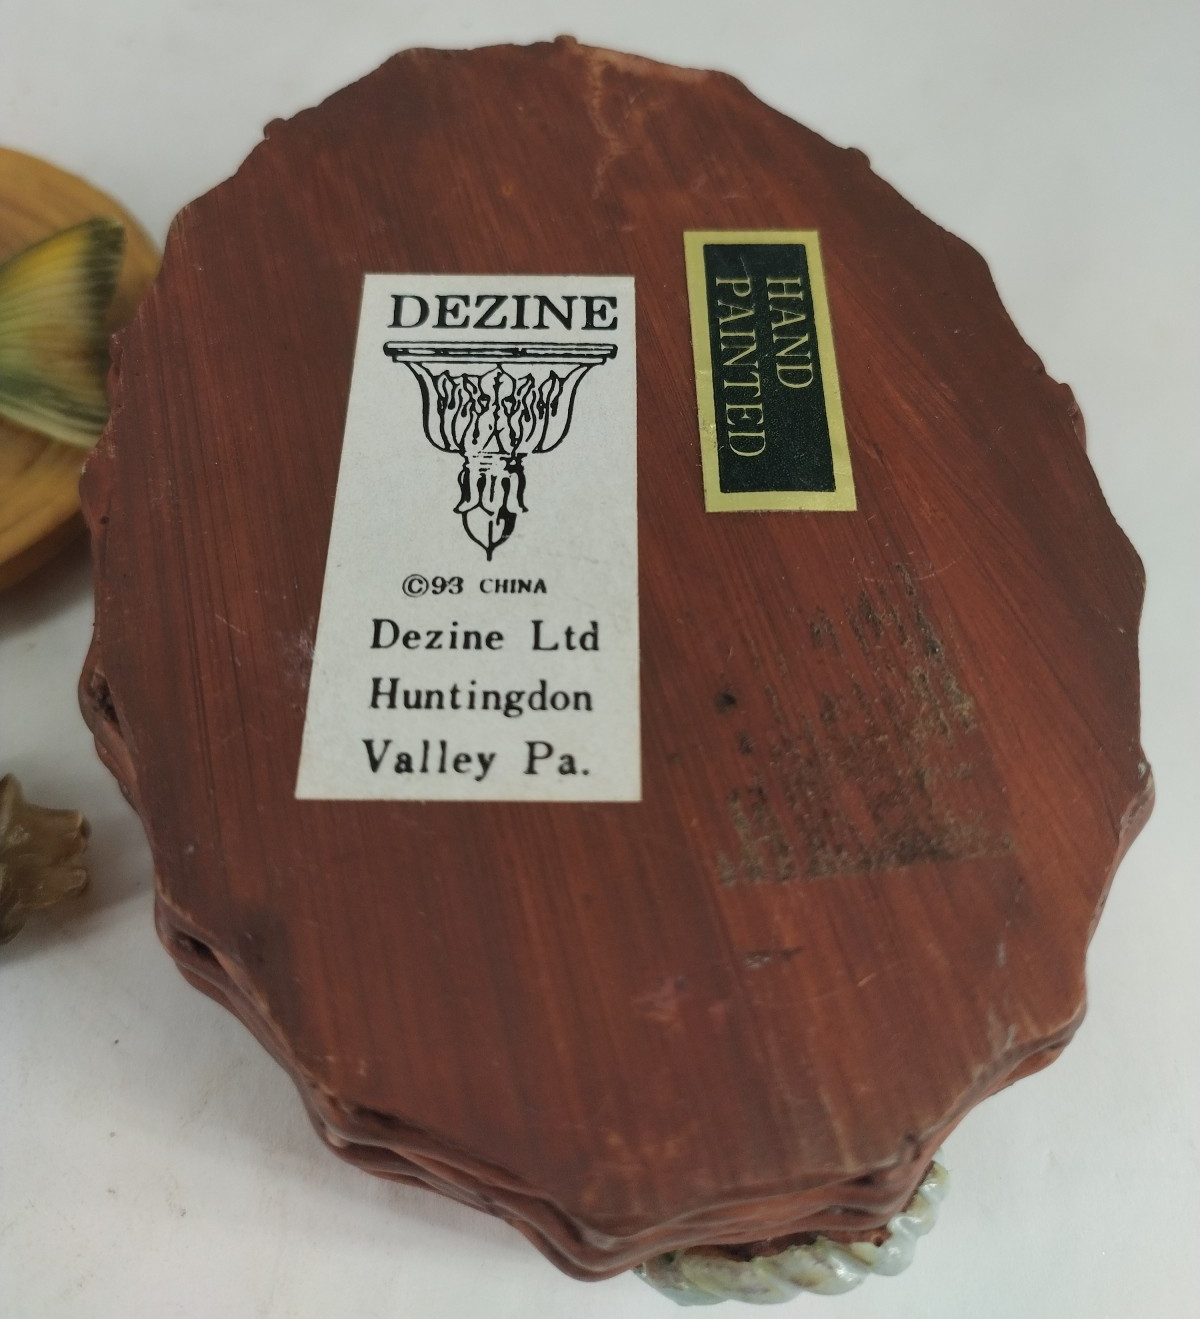 DEZINE
©93 CHINA
Dezine Ltd
Huntingdon
Valley Pa.
HAND
PAINTED